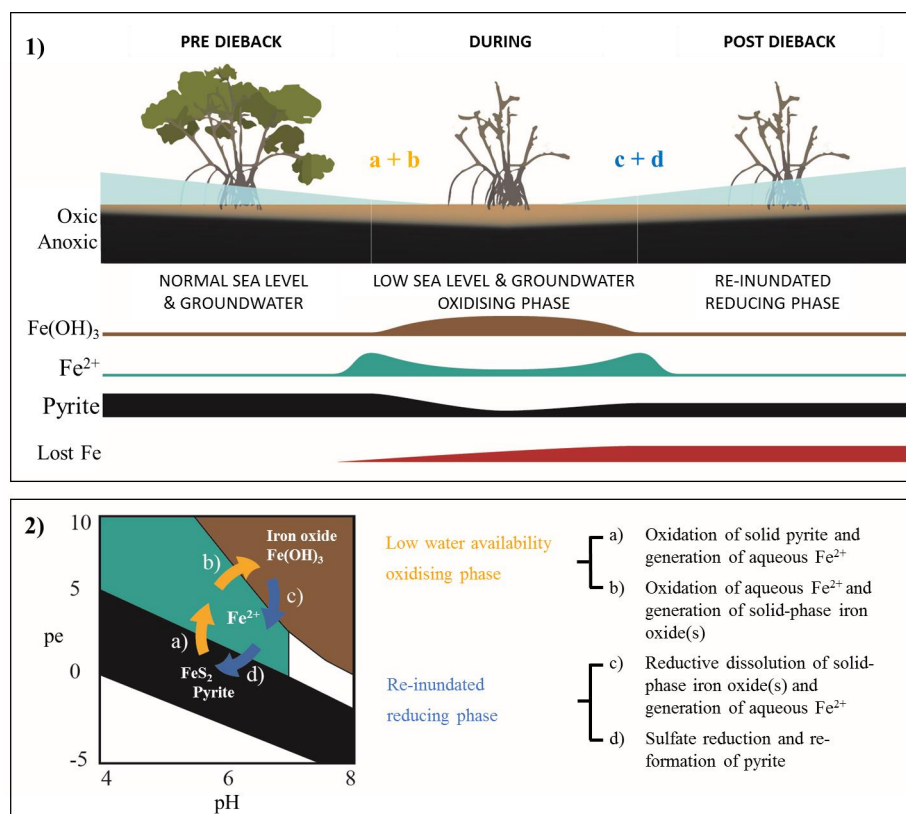 1)
PRE DIEBACK
DURING
POST DIEBACK
a + b
c + d
Oxic
Anoxic
NORMAL SEA LEVEL
& GROUNDWATER
LOW SEA LEVEL & GROUNDWATER
OXIDISING PHASE
RE-INUNDATED
REDUCING PHASE
Fe(OH)₃
Fe²⁺
Pyrite
Lost Fe
2)
10
5
pe
0
-5
4
6
8
pH
Iron oxide
Fe(OH)₃
b)
c)
Fe²⁺
a)
d)
FeS₂
Pyrite
Low water availability
oxidising phase
a) Oxidation of solid pyrite and
generation of aqueous Fe²⁺
b) Oxidation of aqueous Fe²⁺ and
generation of solid-phase iron
oxide(s)
Re-inundated
reducing phase
c) Reductive dissolution of solid-
phase iron oxide(s) and
generation of aqueous Fe²⁺
d) Sulfate reduction and re-
formation of pyrite